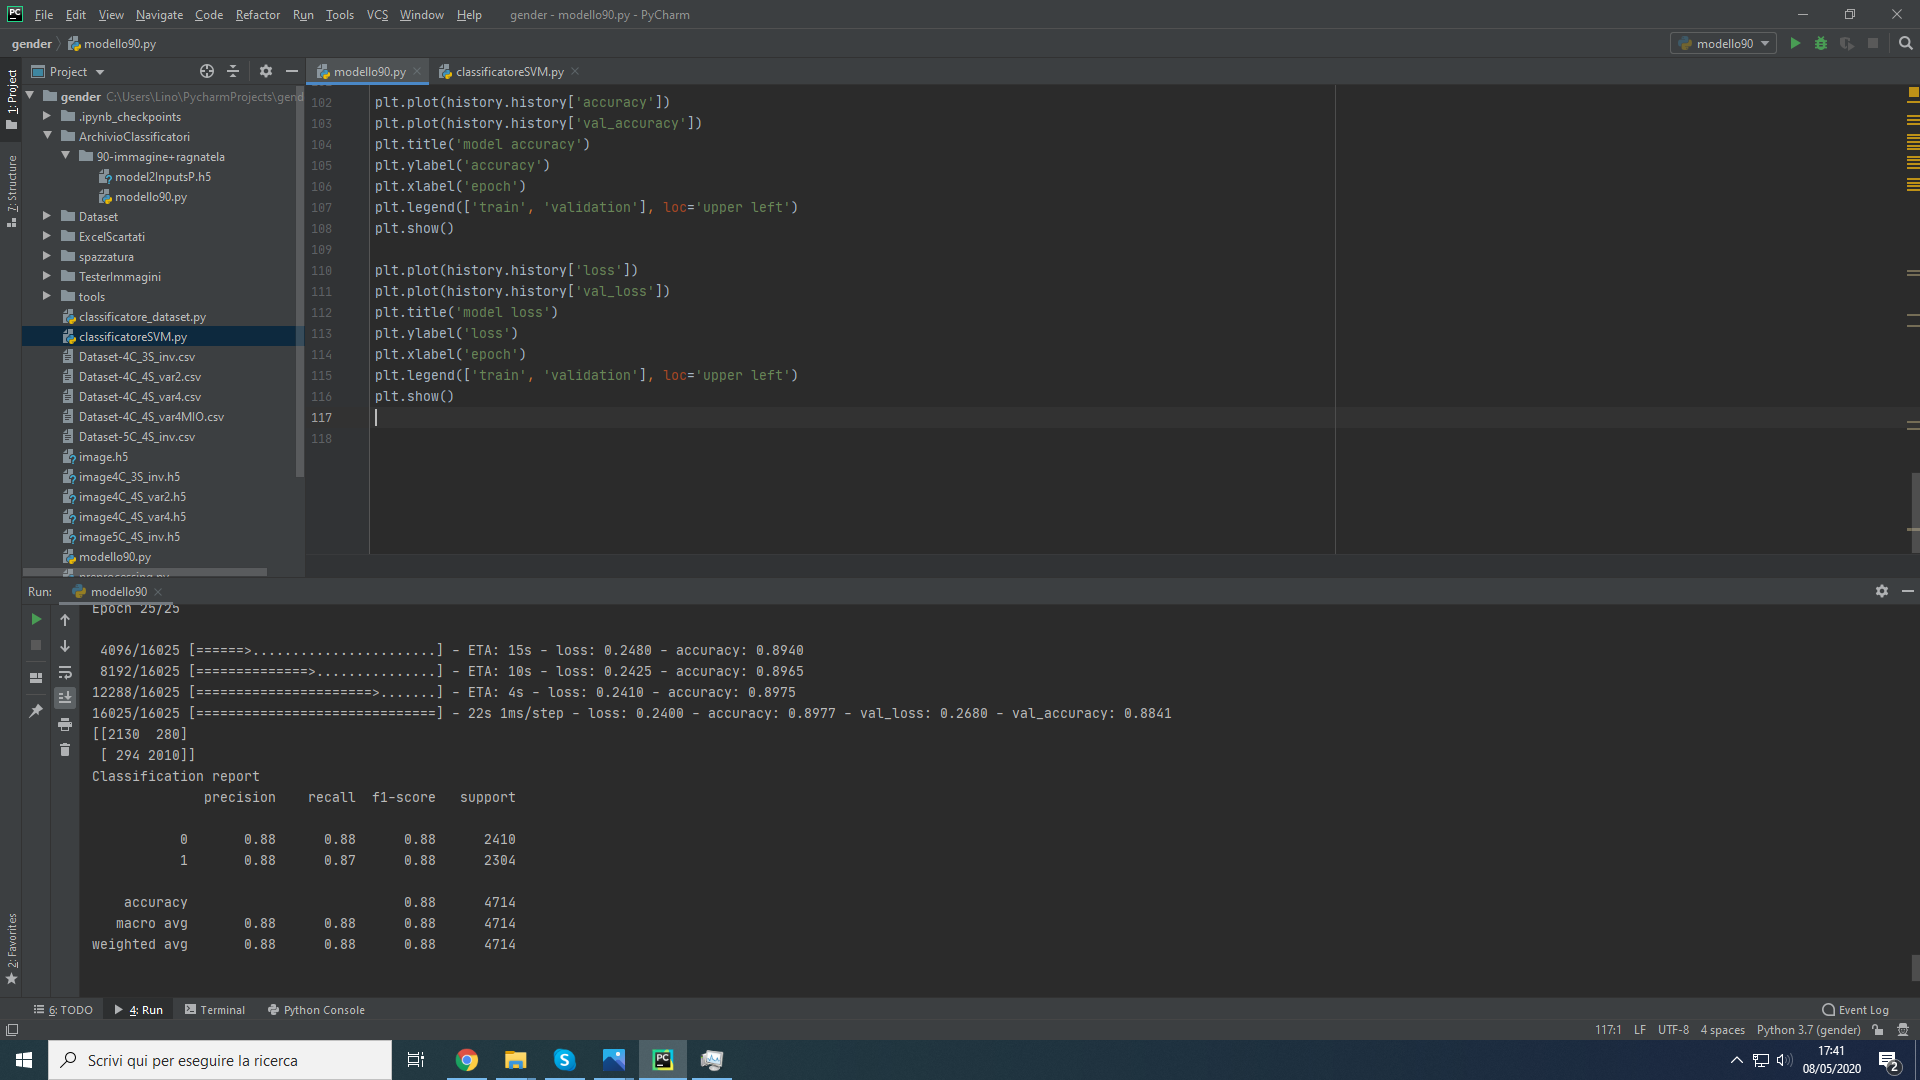 File Edit View Navigate Code Refactor Run Tools VCS Window Help gender - modello90.py - PyCharm
gender modello90.py
modello90
Project
modello90.py
classificatoreSVM.py
1: Project
7: Structure
2: Favorites
gender C:\Users\Lino\PycharmProjects\gend
.ipynb_checkpoints
ArchivioClassificatori
90-immagine+ragnatela
model2InputsP.h5
modello90.py
Dataset
ExcelScartati
spazzatura
TesterImmagini
tools
classificatore_dataset.py
classificatoreSVM.py
Dataset-4C_3S_inv.csv
Dataset-4C_4S_var2.csv
Dataset-4C_4S_var4.csv
Dataset-4C_4S_var4MIO.csv
Dataset-5C_4S_inv.csv
image.h5
image4C_3S_inv.h5
image4C_4S_var2.h5
image4C_4S_var4.h5
image5C_4S_inv.h5
modello90.py
preprocessing.py
102 plt.plot(history.history['accuracy'])
103 plt.plot(history.history['val_accuracy'])
104 plt.title('model accuracy')
105 plt.ylabel('accuracy')
106 plt.xlabel('epoch')
107 plt.legend(['train', 'validation'], loc='upper left')
108 plt.show()
109
110 plt.plot(history.history['loss'])
111 plt.plot(history.history['val_loss'])
112 plt.title('model loss')
113 plt.ylabel('loss')
114 plt.xlabel('epoch')
115 plt.legend(['train', 'validation'], loc='upper left')
116 plt.show()
117
118
Run: modello90
Epoch 25/25
4096/16025 [======>.......................] - ETA: 15s - loss: 0.2480 - accuracy: 0.8940
8192/16025 [==============>...............] - ETA: 10s - loss: 0.2425 - accuracy: 0.8965
12288/16025 [======================>.......] - ETA: 4s - loss: 0.2410 - accuracy: 0.8975
16025/16025 [==============================] - 22s 1ms/step - loss: 0.2400 - accuracy: 0.8977 - val_loss: 0.2680 - val_accuracy: 0.8841
[[2130 280]
[ 294 2010]]
Classification report
precision recall f1-score support
0 0.88 0.88 0.88 2410
1 0.88 0.87 0.88 2304
accuracy 0.88 4714
macro avg 0.88 0.88 0.88 4714
weighted avg 0.88 0.88 0.88 4714
6: TODO 4: Run Terminal Python Console Event Log
117:1 LF UTF-8 4 spaces Python 3.7 (gender)
Scrivi qui per eseguire la ricerca
17:41
08/05/2020
2